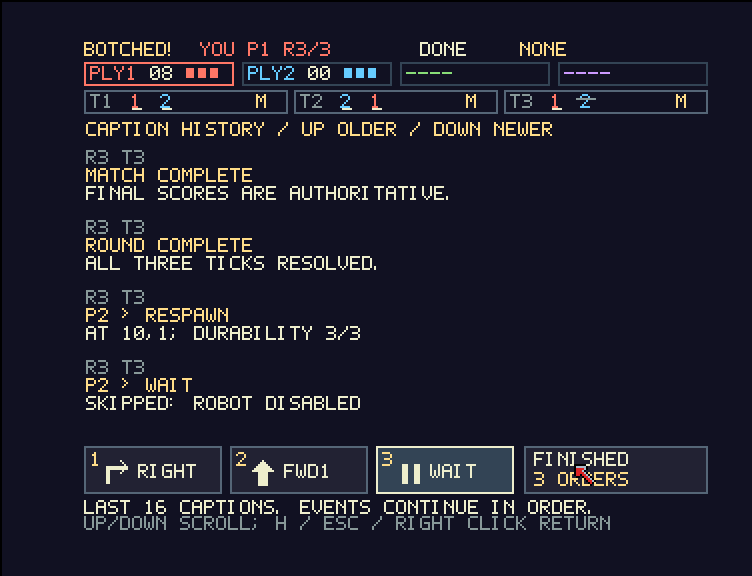 BOTCHED! YOU P1 R3/3 DONE NONE
PLY1 08 PLY2 00 ---- ----
T1 1 2 M T2 2 1 M T3 1 2 M
CAPTION HISTORY / UP OLDER / DOWN NEWER
R3 T3
MATCH COMPLETE
FINAL SCORES ARE AUTHORITATIVE.
R3 T3
ROUND COMPLETE
ALL THREE TICKS RESOLVED.
R3 T3
P2 > RESPAWN
AT 10,1; DURABILITY 3/3
R3 T3
P2 > WAIT
SKIPPED: ROBOT DISABLED
1 RIGHT 2 FWD1 3 WAIT FINISHED
3 ORDERS
LAST 16 CAPTIONS. EVENTS CONTINUE IN ORDER.
UP/DOWN SCROLL; H / ESC / RIGHT CLICK RETURN